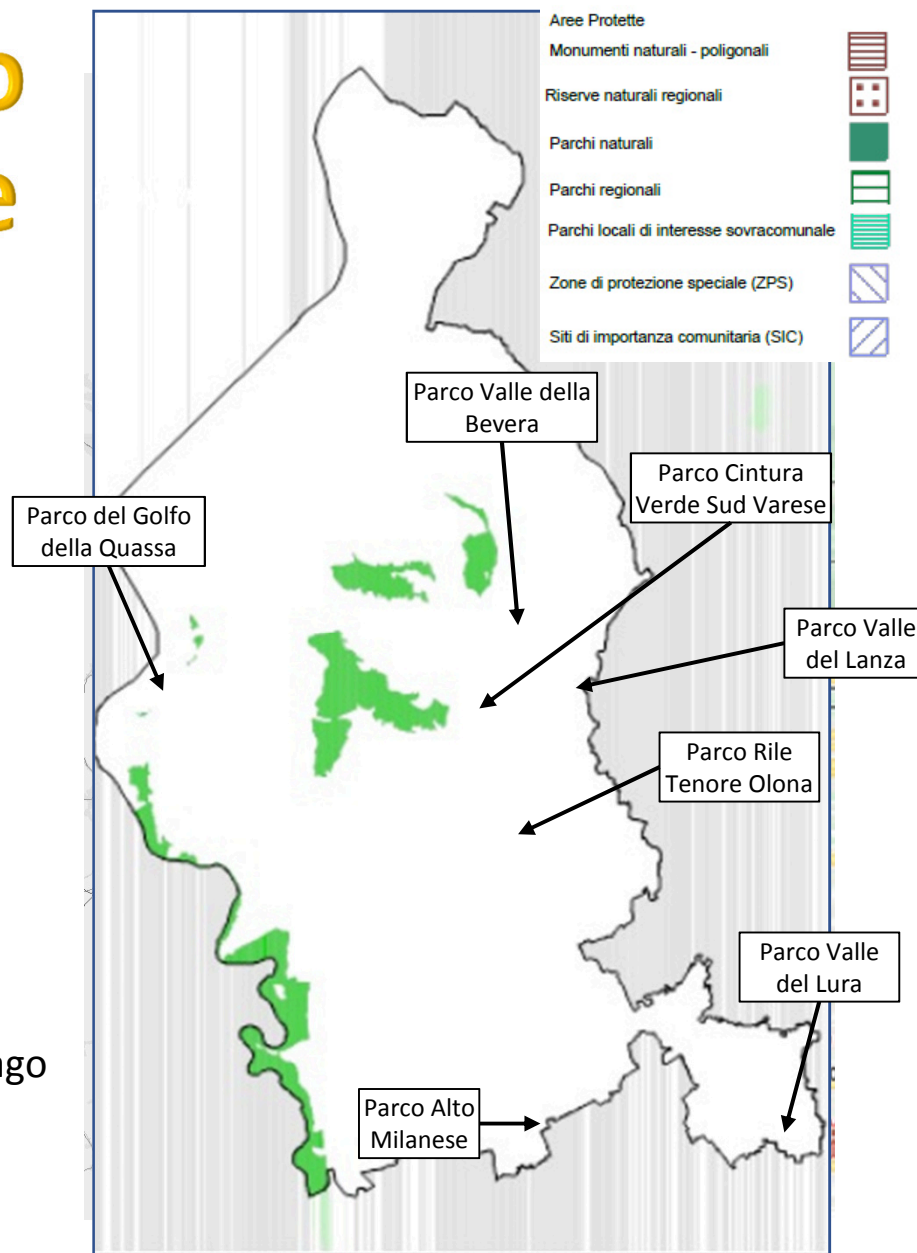 o
e
Aree Protette
Monumenti naturali - poligonali
Riserve naturali regionali
Parchi naturali
Parchi regionali
Parchi locali di interesse sovracomunale
Zone di protezione speciale (ZPS)
Siti di importanza comunitaria (SIC)
Parco Valle della
Bevera
Parco Cintura
Verde Sud Varese
Parco del Golfo
della Quassa
Parco Valle
del Lanza
Parco Rile
Tenore Olona
Parco Valle
del Lura
ago
Parco Alto
Milanese